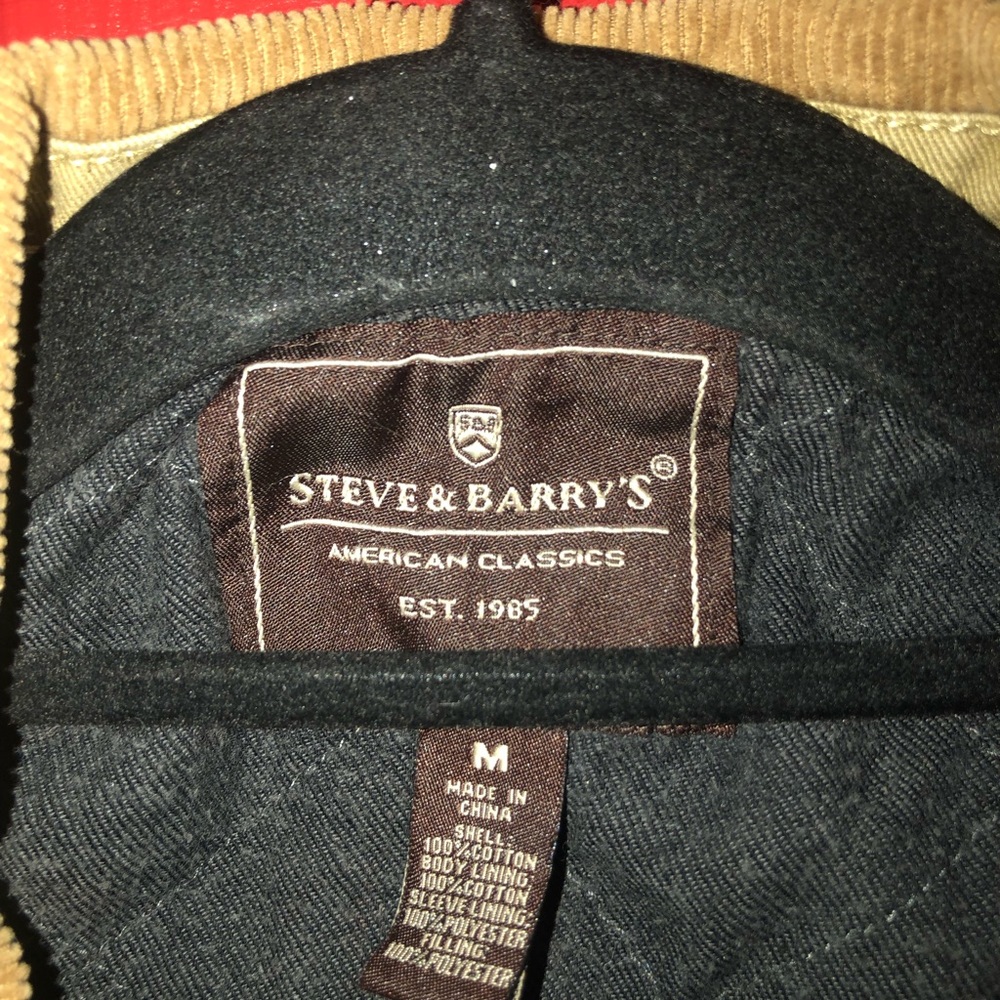 S&B
STEVE & BARRY'S®
AMERICAN CLASSICS
EST. 1985
M
MADE IN
CHINA
SHELL:
100%COTTON
BODY LINING:
100%COTTON
SLEEVE LINING:
100%POLYESTER
FILLING:
100%POLYESTER